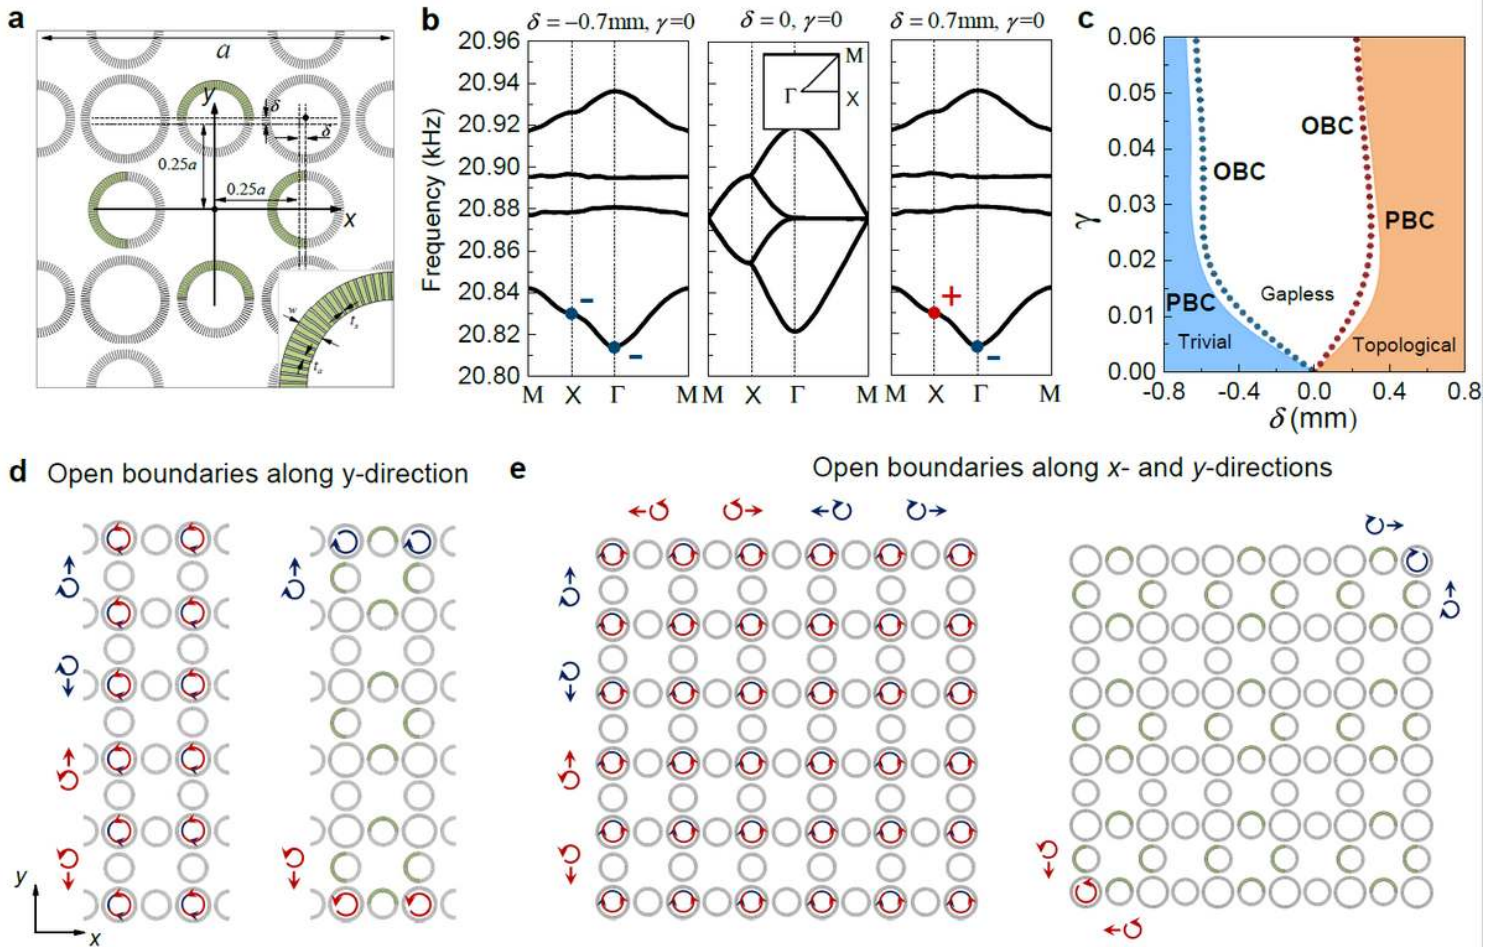 a
a
y
δ
δ
0.25a
0.25a
x
w
tₛ
tₐ
b
δ = −0.7mm, γ=0
δ = 0, γ=0
δ = 0.7mm, γ=0
Frequency (kHz)
20.96
20.94
20.92
20.90
20.88
20.86
20.84
20.82
20.80
−
−
M X Γ M
M
Γ
X
M X Γ M
+
−
M X Γ M
c
γ
0.06
0.05
0.04
0.03
0.02
0.01
0.00
OBC
OBC
PBC
PBC
Gapless
Trivial
Topological
-0.8 -0.4 0.0 0.4 0.8
δ (mm)
d Open boundaries along y-direction
y
x
e Open boundaries along x- and y-directions